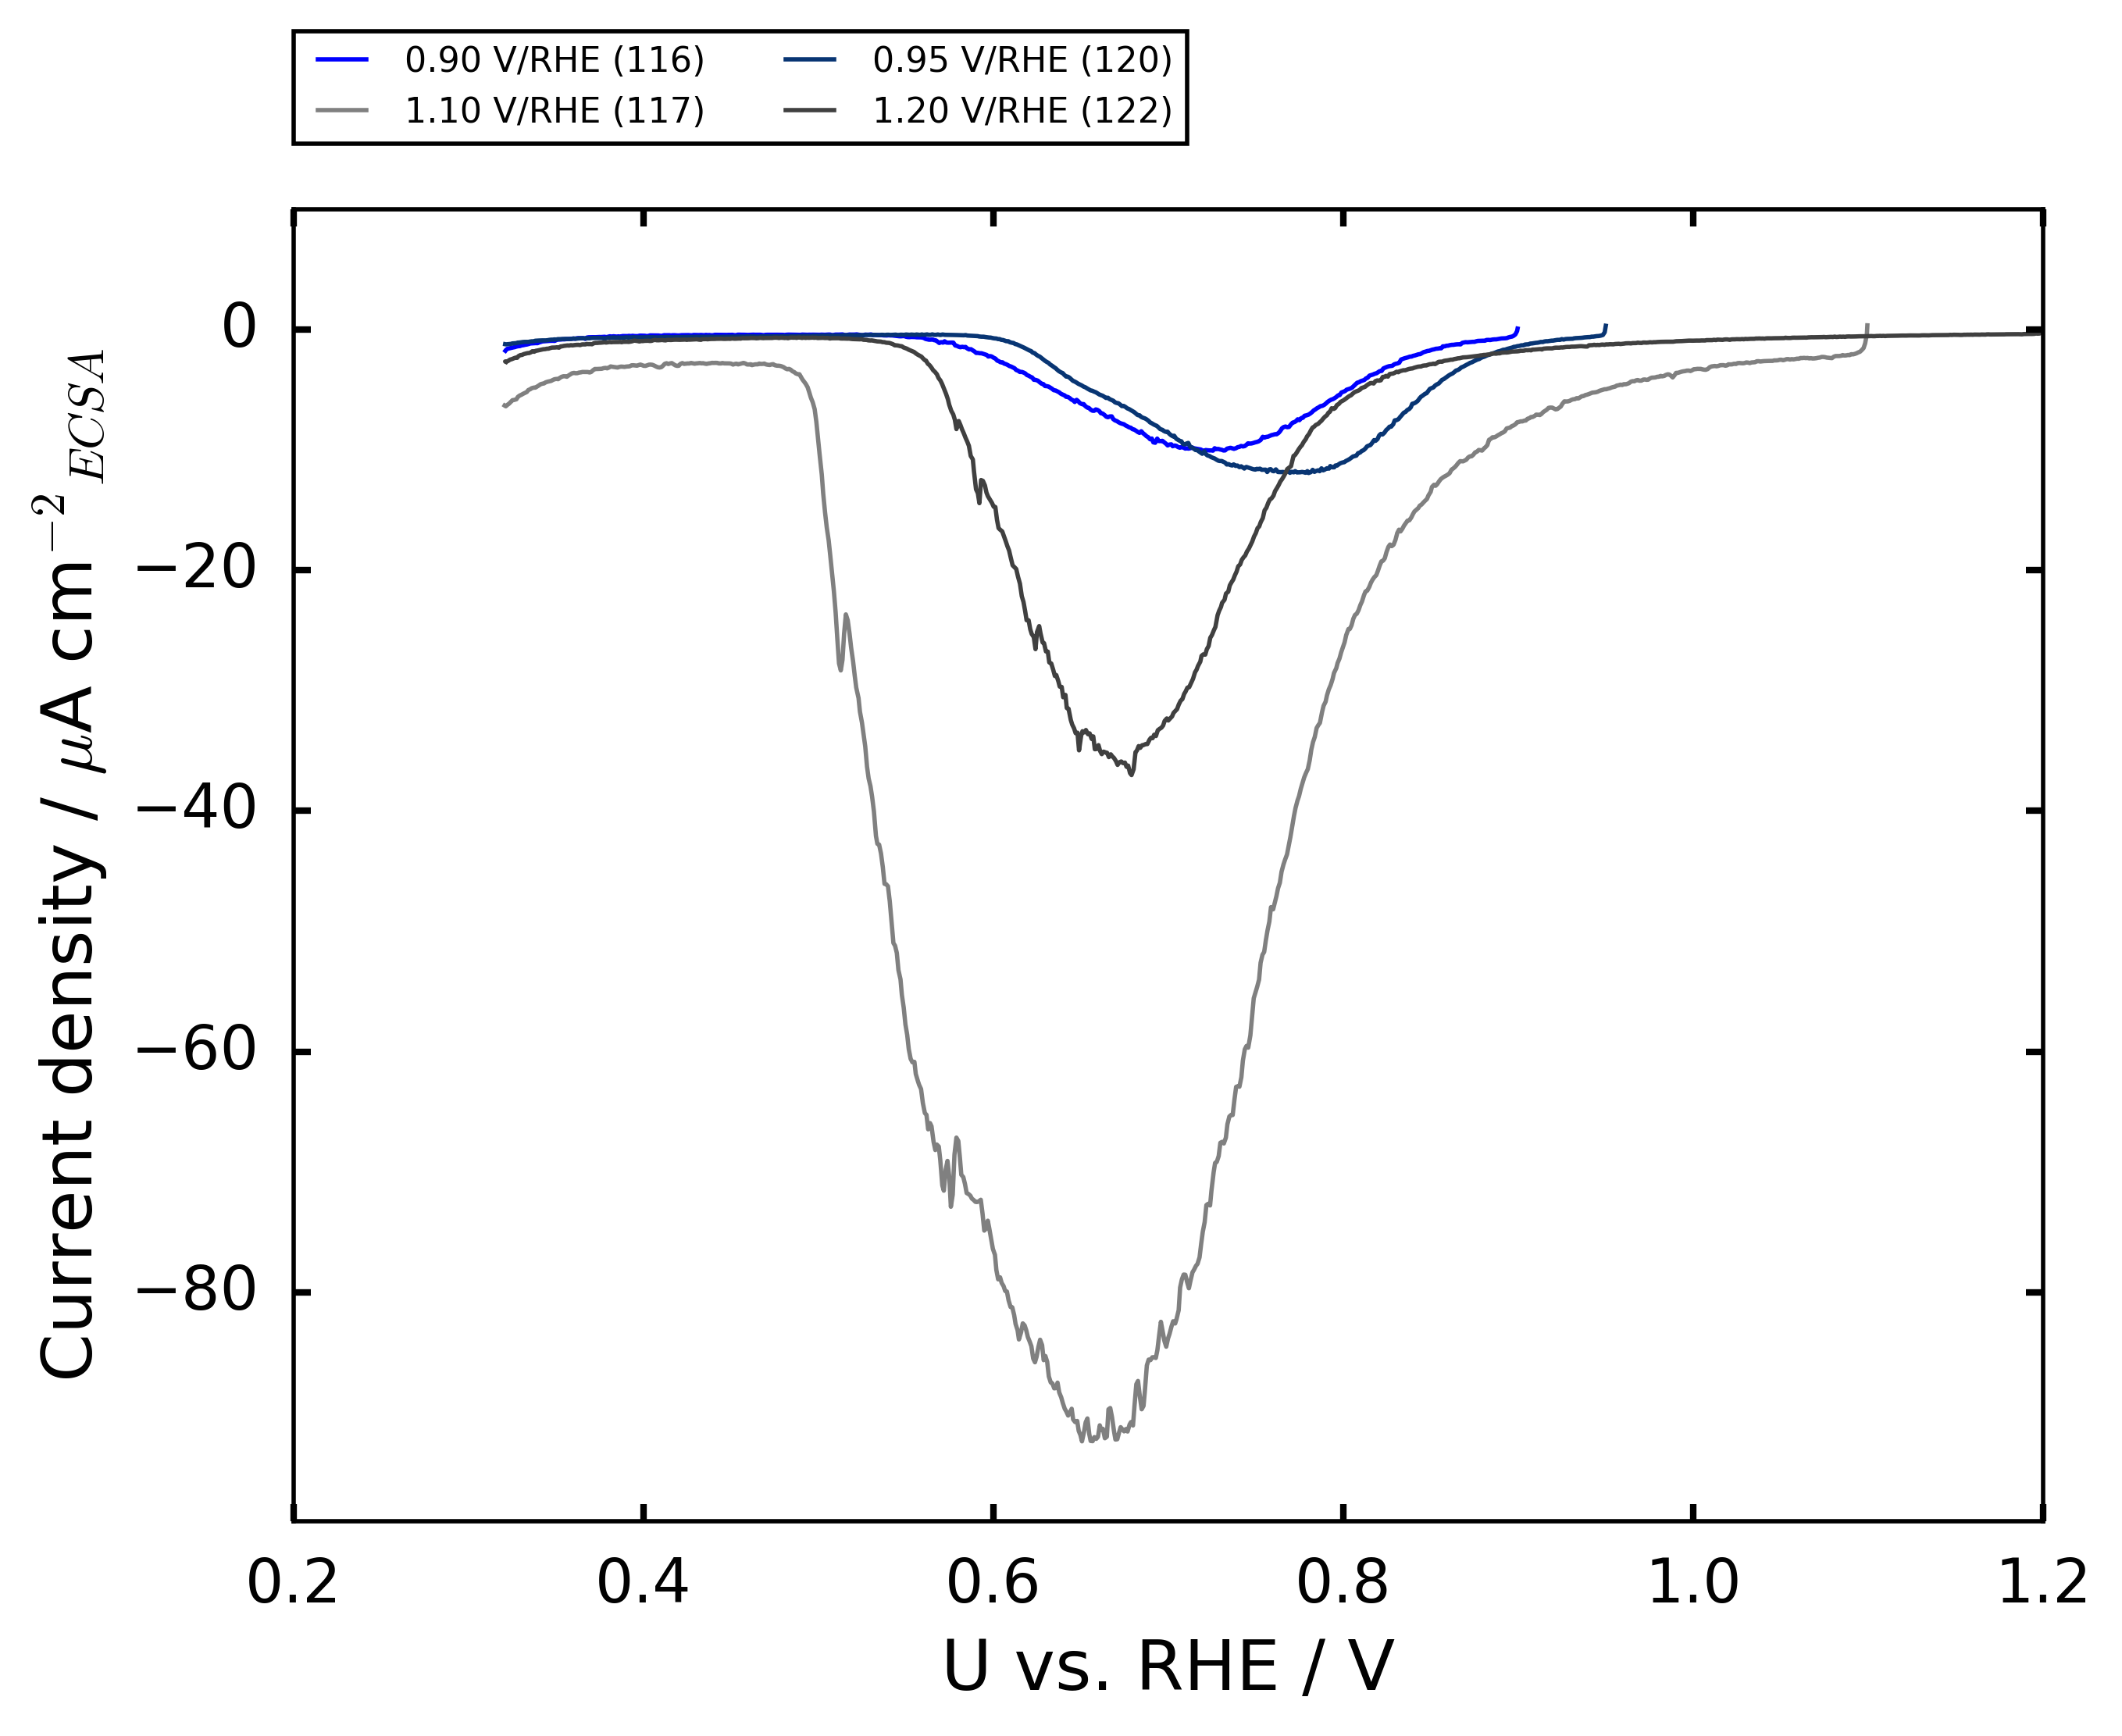 0.90 V/RHE (116) 0.95 V/RHE (120)
1.10 V/RHE (117) 1.20 V/RHE (122)
Current density / μA cm⁻² ECSA
0
−20
−40
−60
−80
0.2 0.4 0.6 0.8 1.0 1.2
U vs. RHE / V